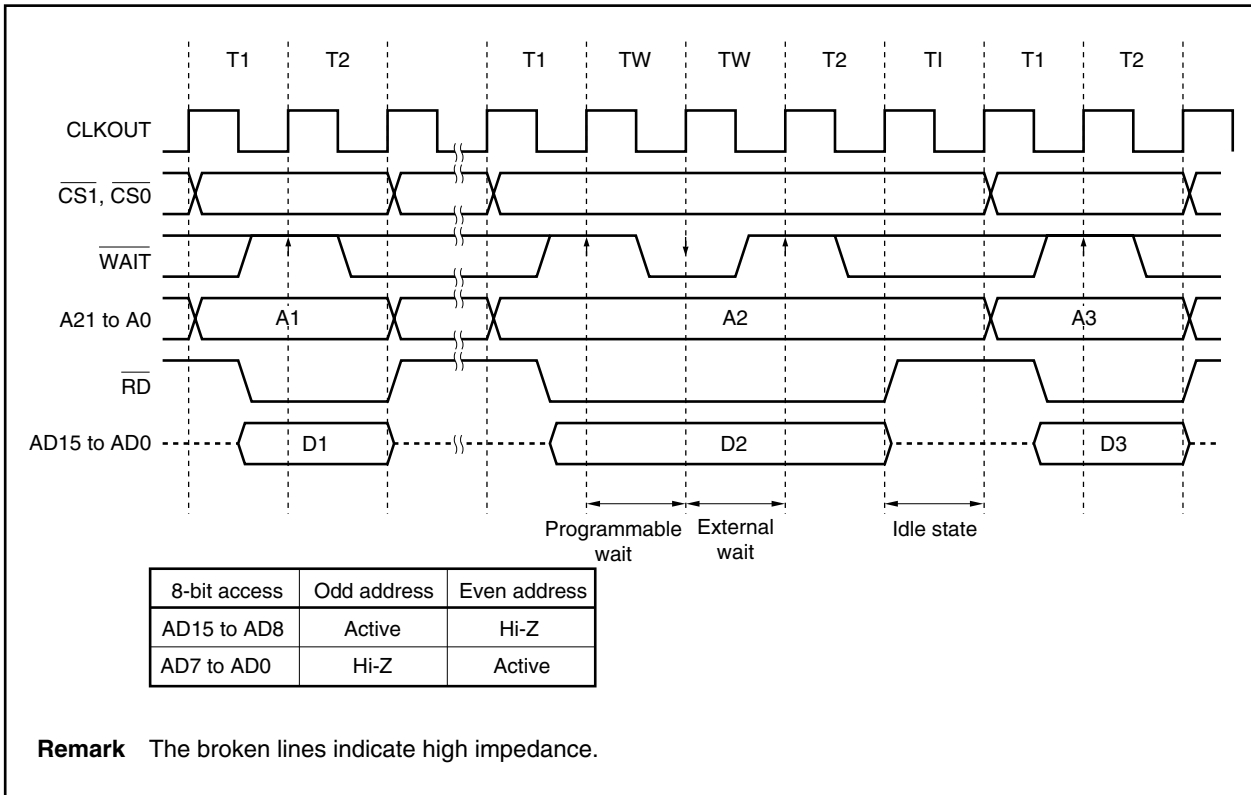 T1 T2 T1 TW TW T2 TI T1 T2
CLKOUT
CS1, CS0
WAIT
A21 to A0 A1 A2 A3
RD
AD15 to AD0 D1 D2 D3
Programmable wait
External wait
Idle state
8-bit access Odd address Even address
AD15 to AD8 Active Hi-Z
AD7 to AD0 Hi-Z Active
Remark The broken lines indicate high impedance.